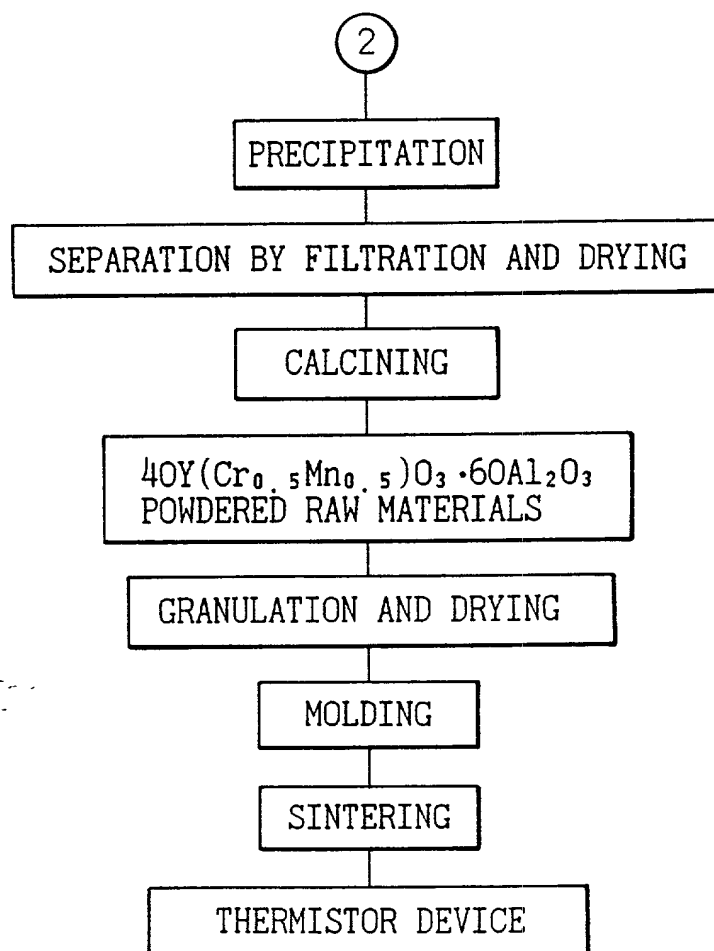 2
PRECIPITATION
SEPARATION BY FILTRATION AND DRYING
CALCINING
40Y(Cr₀.₅Mn₀.₅)O₃·60Al₂O₃
POWDERED RAW MATERIALS
GRANULATION AND DRYING
MOLDING
SINTERING
THERMISTOR DEVICE